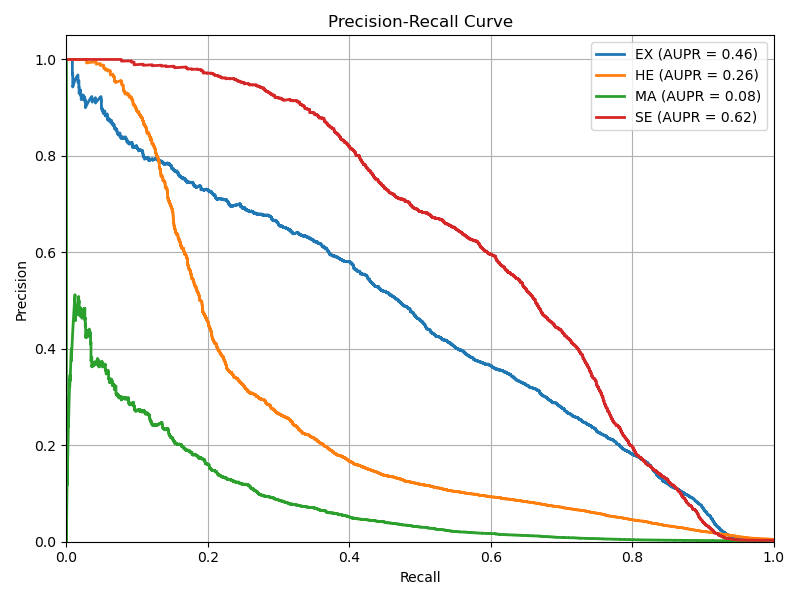 Precision-Recall Curve
EX (AUPR = 0.46)
HE (AUPR = 0.26)
MA (AUPR = 0.08)
SE (AUPR = 0.62)
Precision
1.0
0.8
0.6
0.4
0.2
0.0
0.0 0.2 0.4 0.6 0.8 1.0
Recall